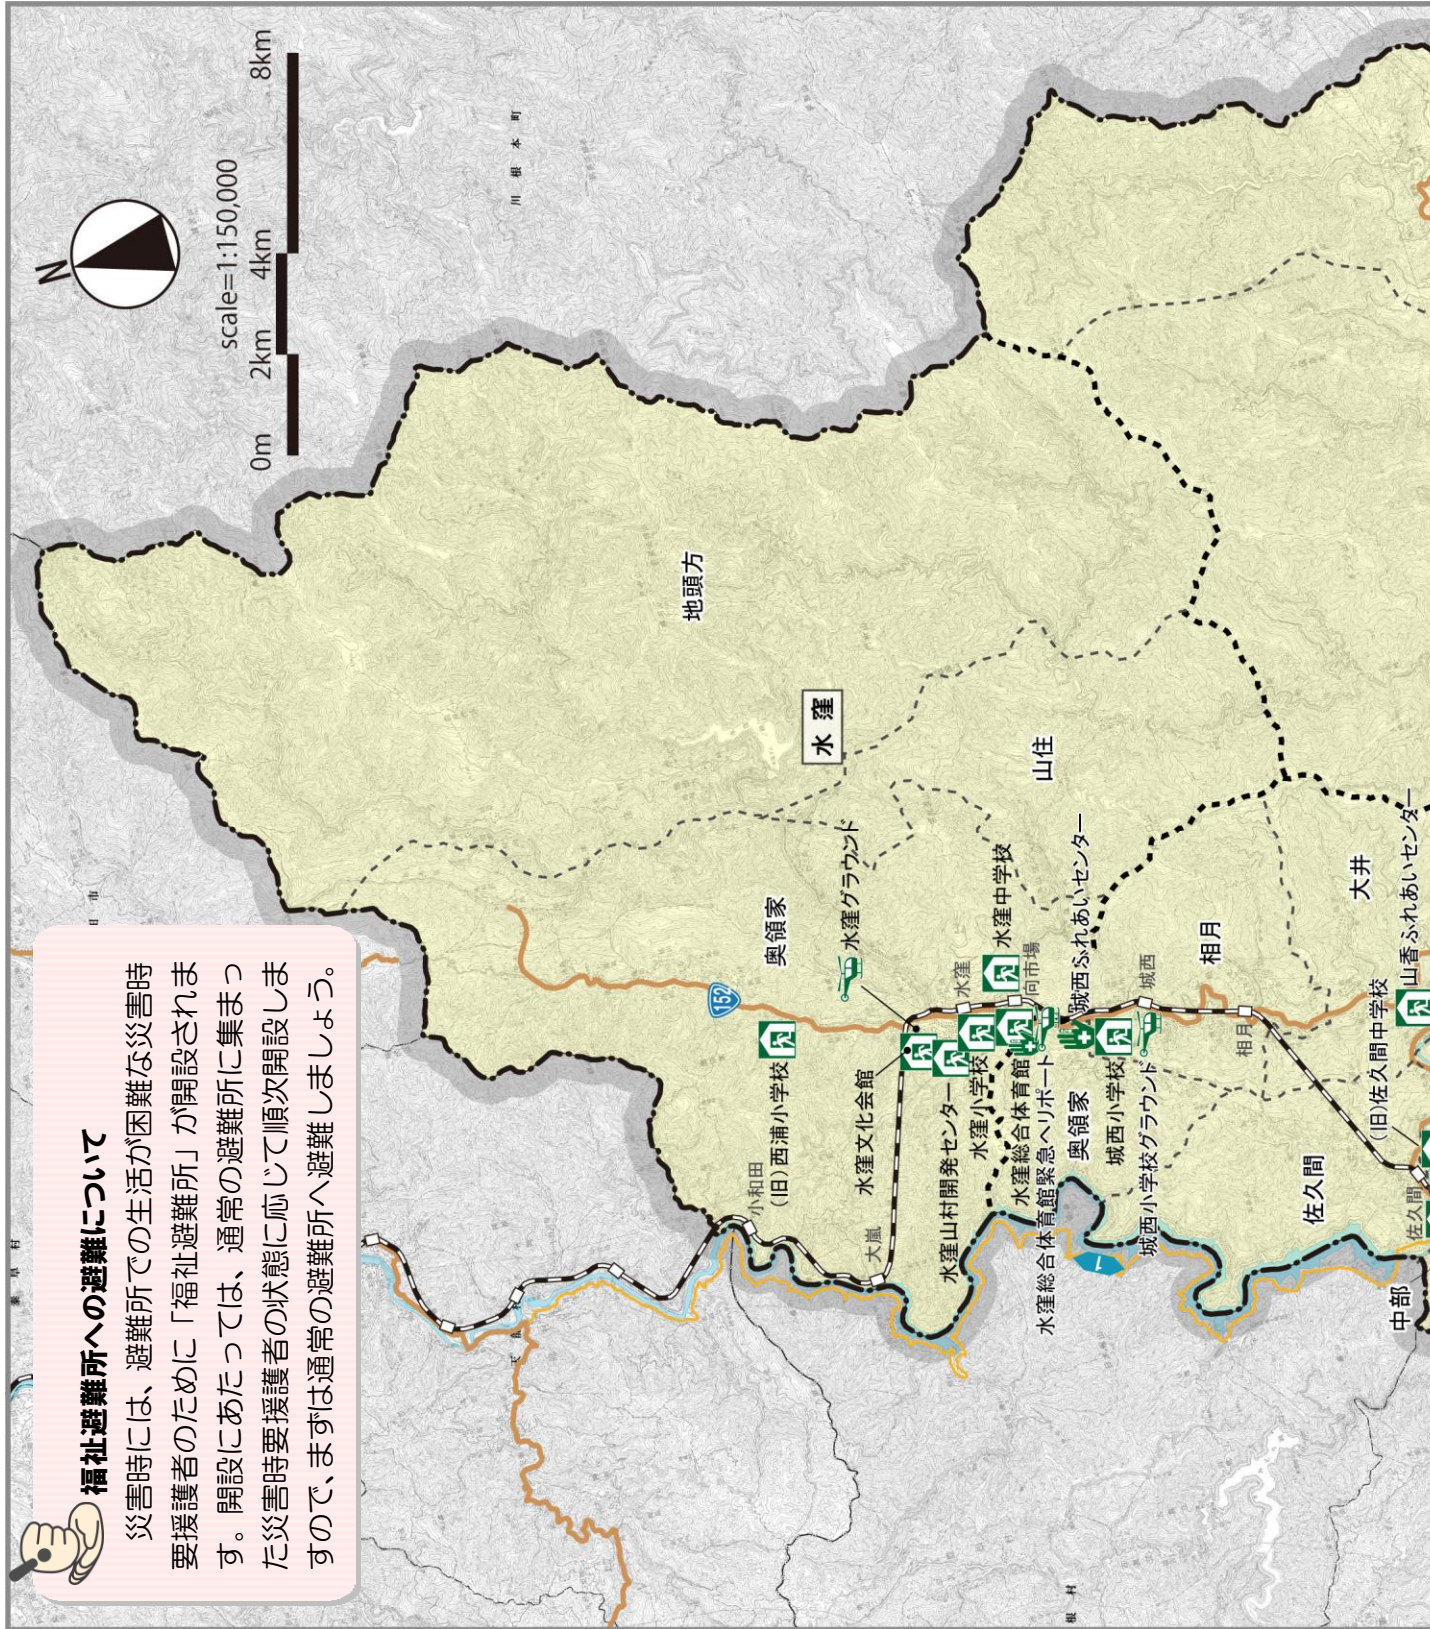 福祉避難所への避難について
災害時には、避難所での生活が困難な災害時
要援護者のために「福祉避難所」が開設されま
す。開設にあたっては、通常の避難所に集まっ
た災害時要援護者の状態に応じて順次開設しま
すので、まずは通常の避難所へ避難しましょう。
N
scale=1:150,000
0m 2km 4km 8km
川根本町
地頭方
水窪
山住
奥領家
水窪グラウンド
152
(旧)西浦小学校
小和田
水窪文化会館
大嵐
水窪
水窪山村開発センター
水窪小学校
水窪中学校
向市場
水窪総合体育館
水窪総合体育館緊急ヘリポート
城西ふれあいセンター
奥領家
城西小学校
城西小学校グラウンド
城西
1
相月
相月
佐久間
大井
山香ふれあいセンター
(旧)佐久間中学校
佐久間
中部
根村